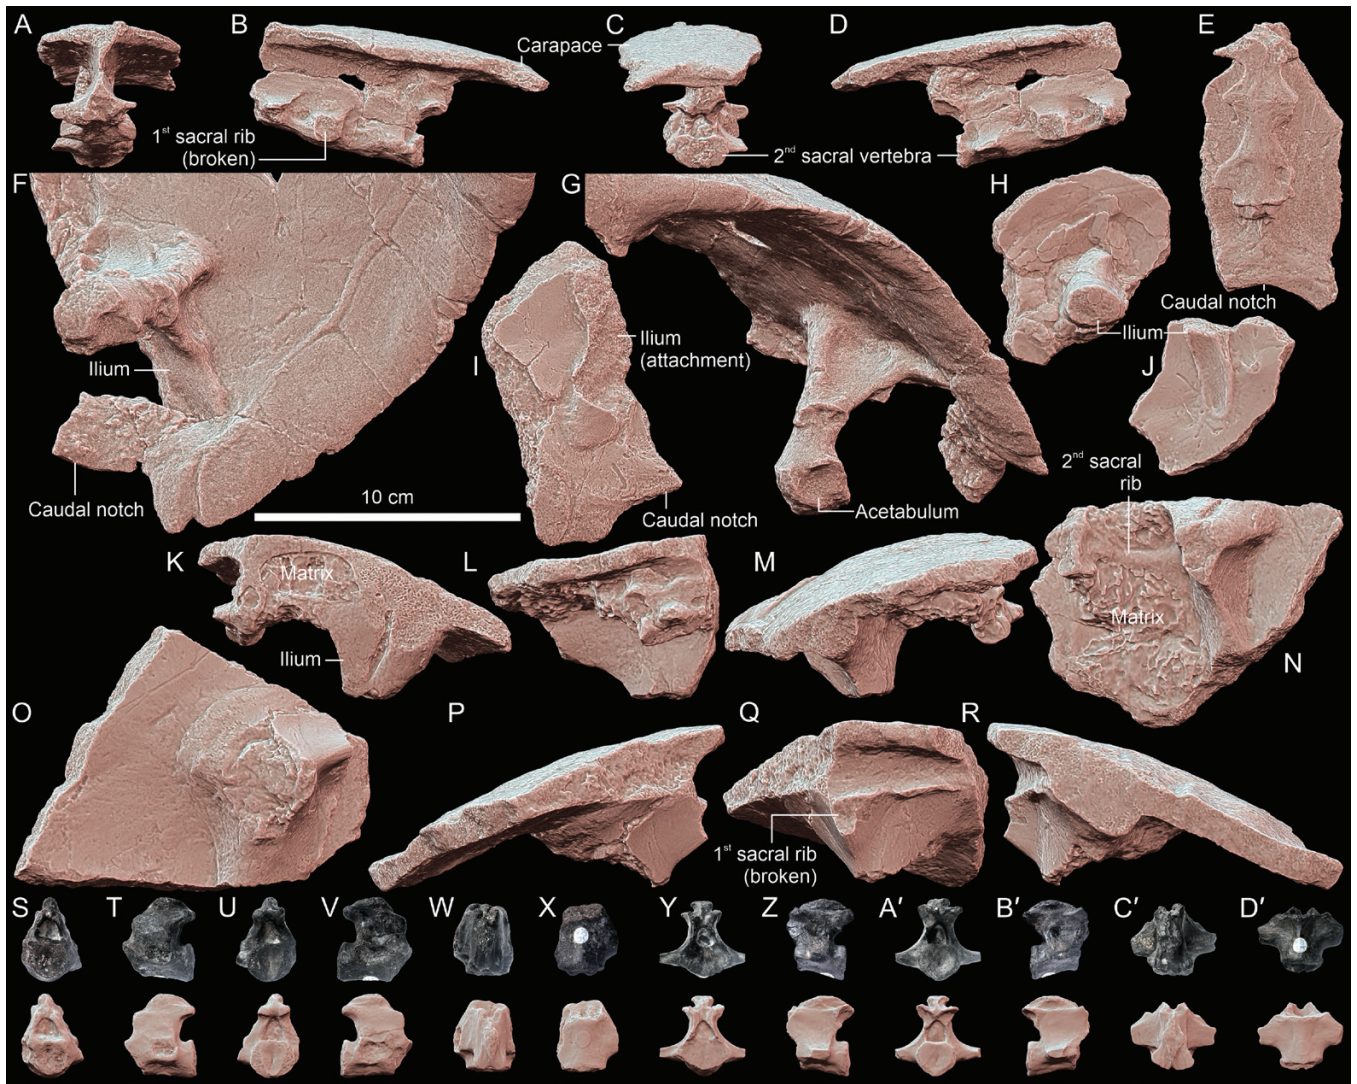 A
B
C
D
E
Carapace
1st sacral rib
(broken)
2nd sacral vertebra
F
G
H
Caudal notch
Ilium
J
I
Ilium
(attachment)
Ilium
2nd sacral
rib
Caudal notch
10 cm
Caudal notch
Acetabulum
K
Matrix
L
M
Matrix
Ilium
N
O
P
Q
R
1st sacral rib
(broken)
S
T
U
V
W
X
Y
Z
A′
B′
C′
D′